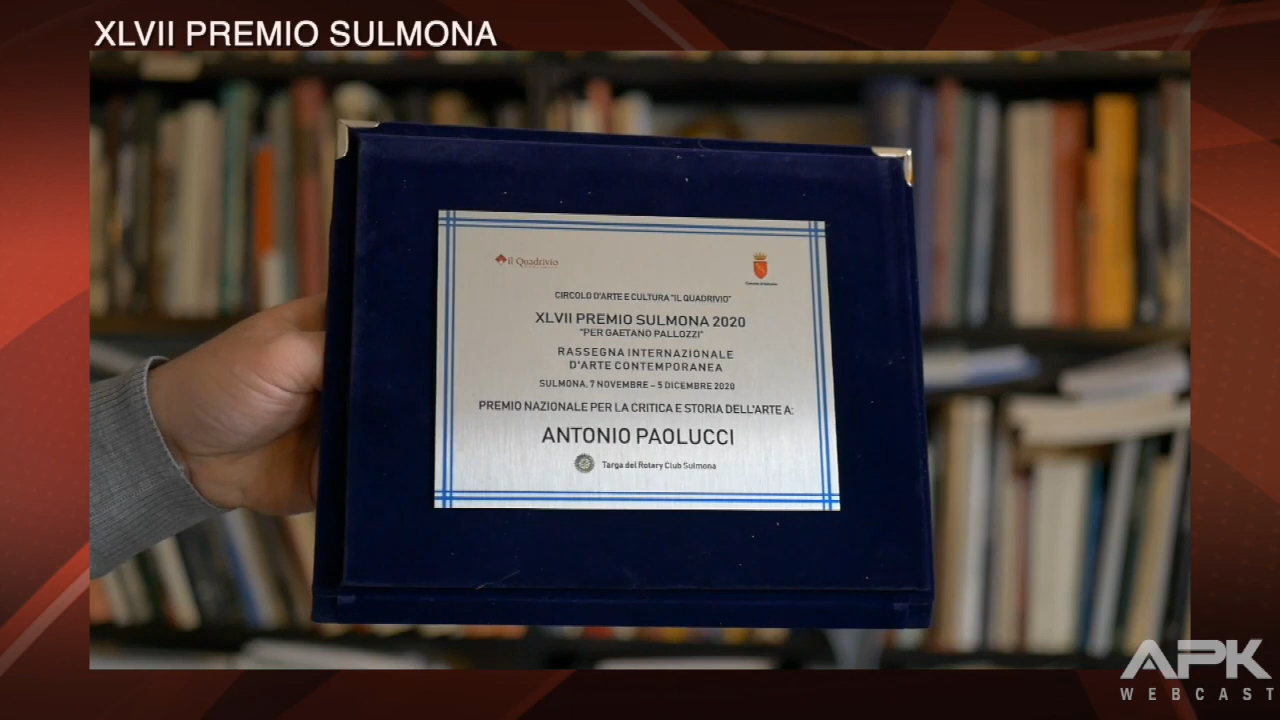 XLVII PREMIO SULMONA
il Quadrivio
CIRCOLO D'ARTE E CULTURA "IL QUADRIVIO"
XLVII PREMIO SULMONA 2020
"PER GAETANO PALLOZZI"
RASSEGNA INTERNAZIONALE
D'ARTE CONTEMPORANEA
SULMONA, 7 NOVEMBRE – 5 DICEMBRE 2020
PREMIO NAZIONALE PER LA CRITICA E STORIA DELL'ARTE A:
ANTONIO PAOLUCCI
Targa del Rotary Club Sulmona
APK
WEBCAST